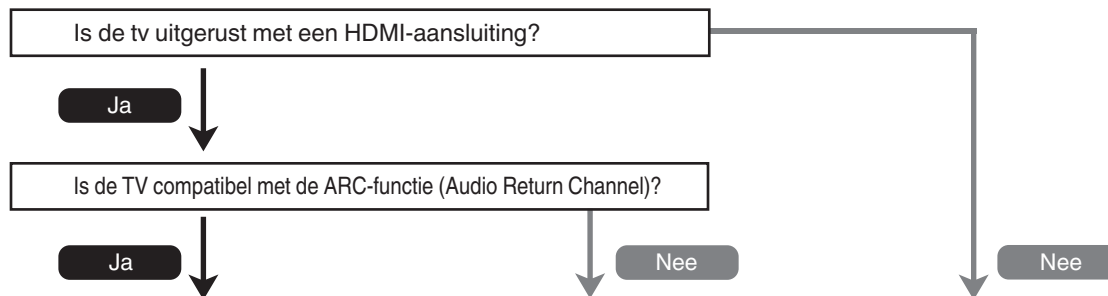 Is de tv uitgerust met een HDMI-aansluiting?
Ja
Is de TV compatibel met de ARC-functie (Audio Return Channel)?
Ja
Nee
Nee